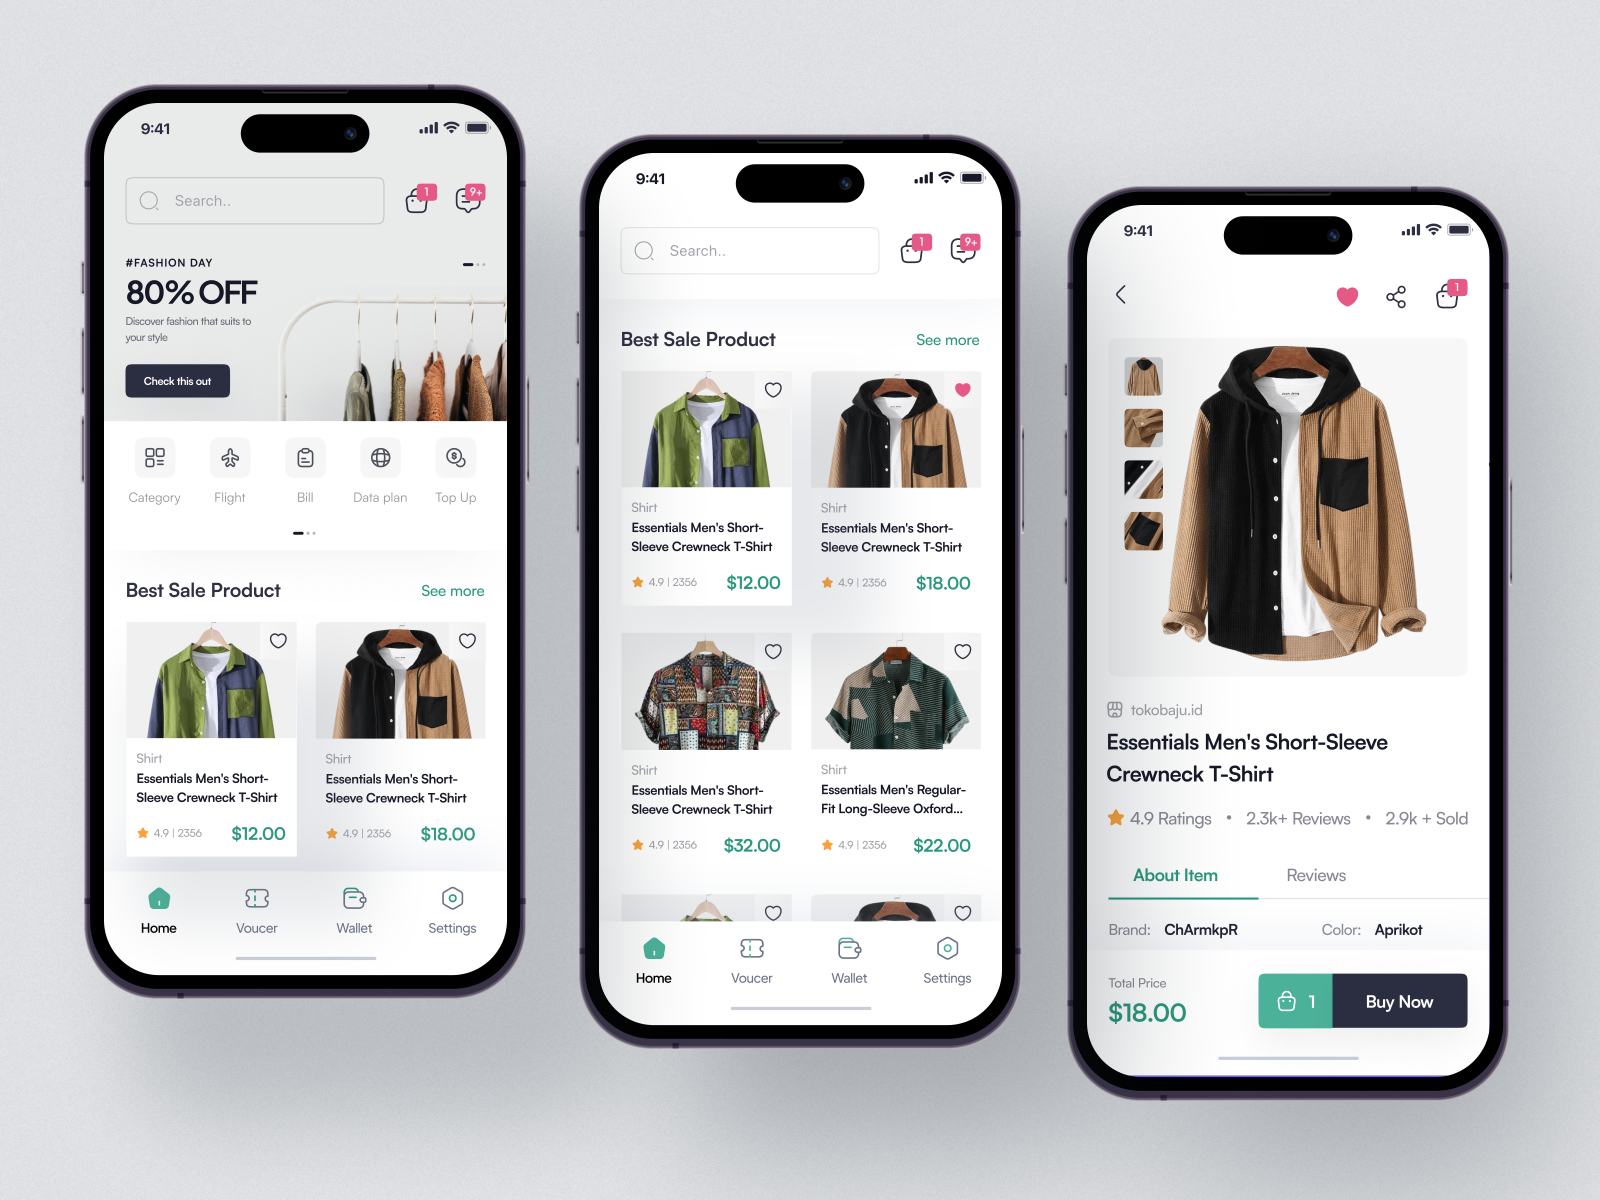 9:41
Search..
1
9+
#FASHION DAY
80% OFF
Discover fashion that suits to
your style
Check this out
Category
Flight
Bill
Data plan
Top Up
Best Sale Product
See more
Shirt
Essentials Men's Short-
Sleeve Crewneck T-Shirt
4.9 | 2356
$12.00
Shirt
Essentials Men's Short-
Sleeve Crewneck T-Shirt
4.9 | 2356
$18.00
Home
Voucer
Wallet
Settings
9:41
Search..
1
9+
Best Sale Product
See more
Shirt
Essentials Men's Short-
Sleeve Crewneck T-Shirt
4.9 | 2356
$12.00
Shirt
Essentials Men's Short-
Sleeve Crewneck T-Shirt
4.9 | 2356
$18.00
Shirt
Essentials Men's Short-
Sleeve Crewneck T-Shirt
4.9 | 2356
$32.00
Shirt
Essentials Men's Regular-
Fit Long-Sleeve Oxford...
4.9 | 2356
$22.00
Home
Voucer
Wallet
Settings
9:41
1
tokobaju.id
Essentials Men's Short-Sleeve
Crewneck T-Shirt
4.9 Ratings • 2.3k+ Reviews • 2.9k + Sold
About Item
Reviews
Brand: ChArmkpR
Color: Aprikot
Total Price
$18.00
1
Buy Now